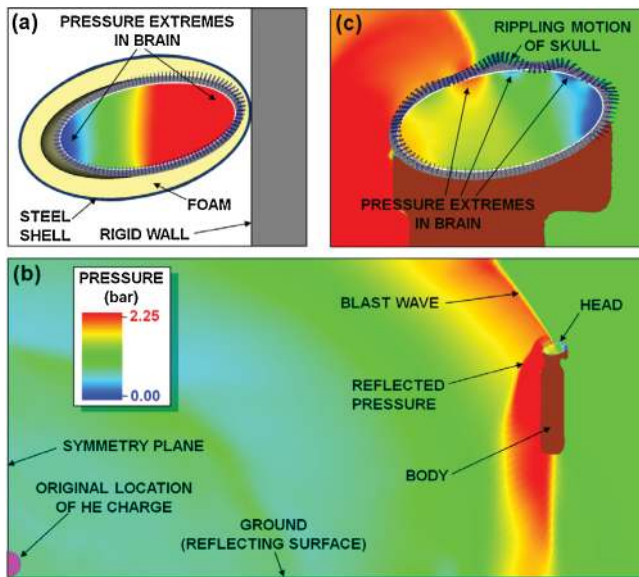 (a)
PRESSURE EXTREMES
IN BRAIN
FOAM
STEEL
SHELL
RIGID WALL
(c)
RIPPLING MOTION
OF SKULL
PRESSURE EXTREMES
IN BRAIN
(b)
PRESSURE
(bar)
2.25
0.00
BLAST WAVE
HEAD
REFLECTED
PRESSURE
BODY
SYMMETRY PLANE
ORIGINAL LOCATION
OF HE CHARGE
GROUND
(REFLECTING SURFACE)